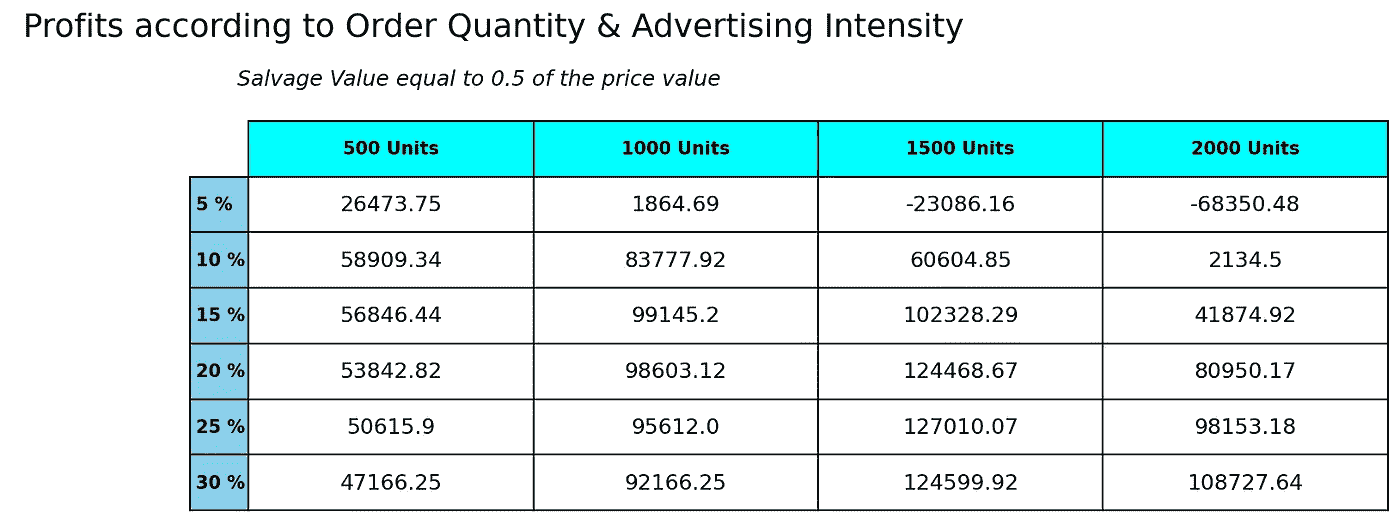 Profits according to Order Quantity & Advertising Intensity
Salvage Value equal to 0.5 of the price value
500 Units 1000 Units 1500 Units 2000 Units
5 % 26473.75 1864.69 -23086.16 -68350.48
10 % 58909.34 83777.92 60604.85 2134.5
15 % 56846.44 99145.2 102328.29 41874.92
20 % 53842.82 98603.12 124468.67 80950.17
25 % 50615.9 95612.0 127010.07 98153.18
30 % 47166.25 92166.25 124599.92 108727.64